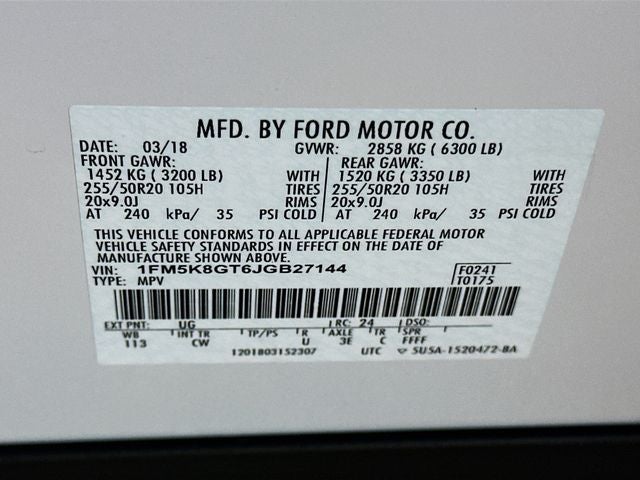 MFD. BY FORD MOTOR CO.
DATE: 03/18 GVWR: 2858 KG ( 6300 LB)
FRONT GAWR: REAR GAWR:
1452 KG ( 3200 LB) WITH 1520 KG ( 3350 LB) WITH
255/50R20 105H TIRES 255/50R20 105H TIRES
20x9.0J RIMS 20x9.0J RIMS
AT 240 kPa/ 35 PSI COLD AT 240 kPa/ 35 PSI COLD
THIS VEHICLE CONFORMS TO ALL APPLICABLE FEDERAL MOTOR
VEHICLE SAFETY STANDARDS IN EFFECT ON THE DATE OF
MANUFACTURE SHOWN ABOVE.
VIN: 1FM5K8GT6JGB27144 F0241
TYPE: MPV T0175
EXT PNT: UG RC: 24 DSO:
WB INT TR TP/PS R AXLE TR SPR
113 CW U 3E C FFFF
1201803152307 UTC ▽ 5USA-1520472-BA